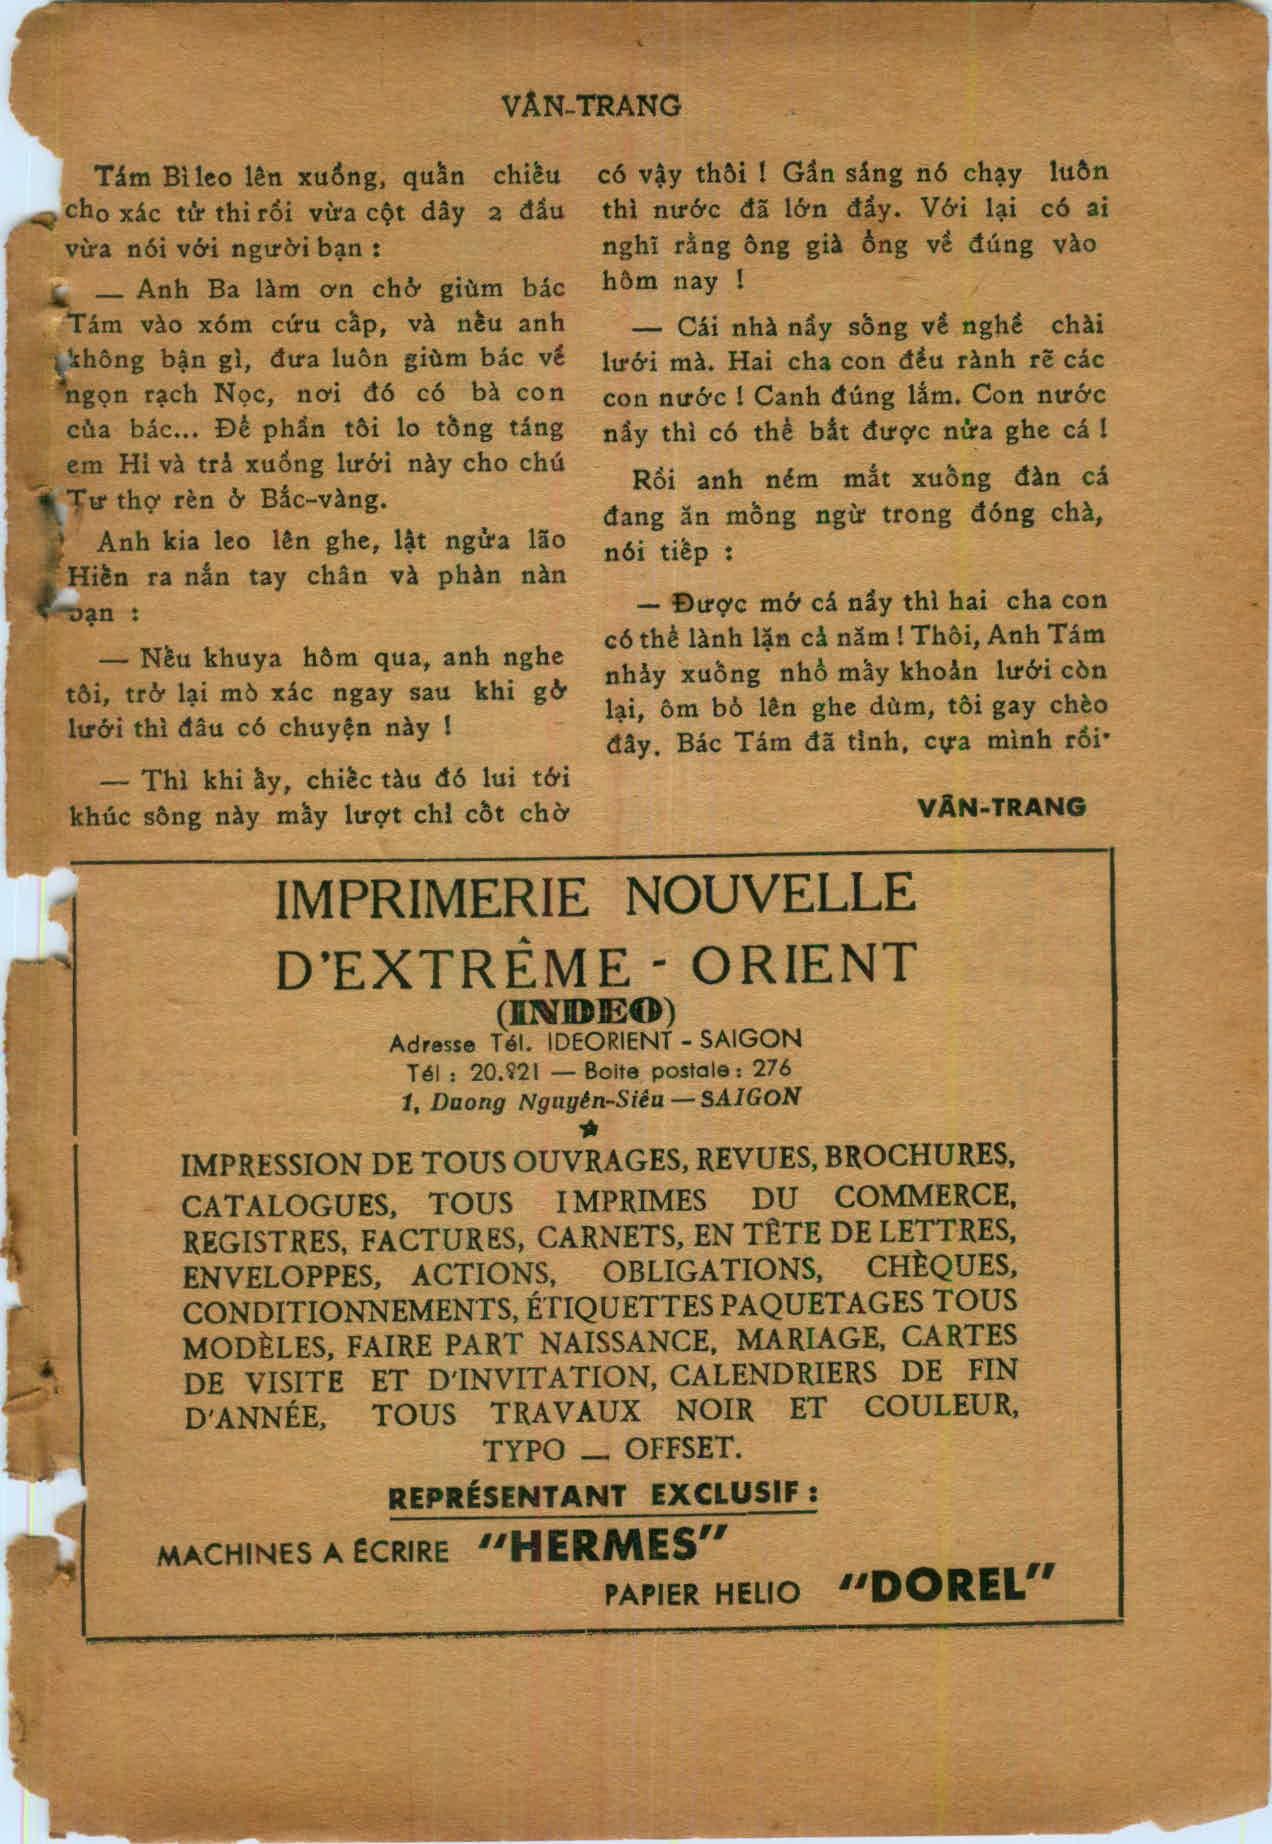 VÂN-TRANG
Tám Bì leo lên xuồng, quấn chiếu
cho xác tử thi rồi vừa cột dây 2 đầu
vừa nói với người bạn :
— Anh Ba làm ơn chở giùm bác
Tám vào xóm cứu cấp, và nếu anh
không bận gì, đưa luôn giùm bác về
ngọn rạch Nọc, nơi đó có bà con
của bác... Để phần tôi lo tống táng
em Hỉ và trả xuồng lưới này cho chú
Tư thợ rèn ở Bắc-vàng.
Anh kia leo lên ghe, lật ngửa lão
Hiền ra nắn tay chân và phàn nàn
bạn :
— Nếu khuya hôm qua, anh nghe
tôi, trở lại mò xác ngay sau khi gở
lưới thì đâu có chuyện này !
— Thì khi ấy, chiếc tàu đó lui tới
khúc sông này mấy lượt chỉ cốt chờ
có vậy thôi ! Gần sáng nó chạy luôn
thì nước đã lớn đầy. Với lại có ai
nghĩ rằng ông già ổng về đúng vào
hôm nay !
— Cái nhà nầy sống về nghề chài
lưới mà. Hai cha con đều rành rẽ các
con nước ! Canh đúng lắm. Con nước
nầy thì có thể bắt được nửa ghe cá !
Rồi anh ném mắt xuống đàn cá
đang ăn mống ngừ trong đóng chà,
nói tiếp :
— Được mớ cá nầy thì hai cha con
có thể lành lặn cả năm ! Thôi, Anh Tám
nhảy xuống nhổ mấy khoản lưới còn
lại, ôm bỏ lên ghe dùm, tôi gay chèo
đây. Bác Tám đã tỉnh, cựa mình rồi.
VÂN-TRANG
IMPRIMERIE NOUVELLE
D'EXTRÊME - ORIENT
(INDEO)
Adresse Tél. IDEORIENT - SAIGON
Tél : 20.821 — Boite postale : 276
1, Duong Nguyên-Siêu — SAIGON
IMPRESSION DE TOUS OUVRAGES, REVUES, BROCHURES,
CATALOGUES, TOUS IMPRIMES DU COMMERCE,
REGISTRES, FACTURES, CARNETS, EN TÊTE DE LETTRES,
ENVELOPPES, ACTIONS, OBLIGATIONS, CHÈQUES,
CONDITIONNEMENTS, ÉTIQUETTES PAQUETAGES TOUS
MODÈLES, FAIRE PART NAISSANCE, MARIAGE, CARTES
DE VISITE ET D'INVITATION, CALENDRIERS DE FIN
D'ANNÉE, TOUS TRAVAUX NOIR ET COULEUR,
TYPO — OFFSET.
REPRÉSENTANT EXCLUSIF :
MACHINES A ÉCRIRE "HERMES"
PAPIER HELIO "DOREL"